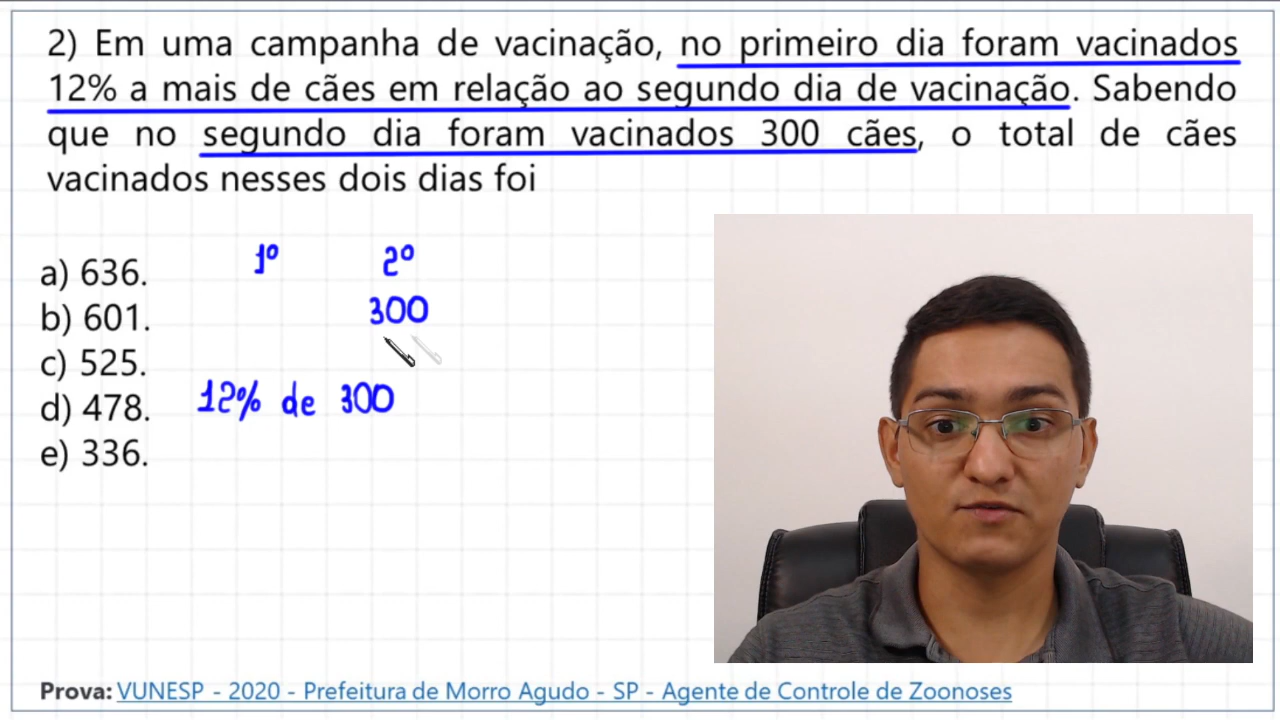 2) Em uma campanha de vacinação, no primeiro dia foram vacinados
12% a mais de cães em relação ao segundo dia de vacinação. Sabendo
que no segundo dia foram vacinados 300 cães, o total de cães
vacinados nesses dois dias foi
1º 2º
a) 636.
300
b) 601.
c) 525.
12% de 300
d) 478.
e) 336.
Prova: VUNESP - 2020 - Prefeitura de Morro Agudo - SP - Agente de Controle de Zoonoses